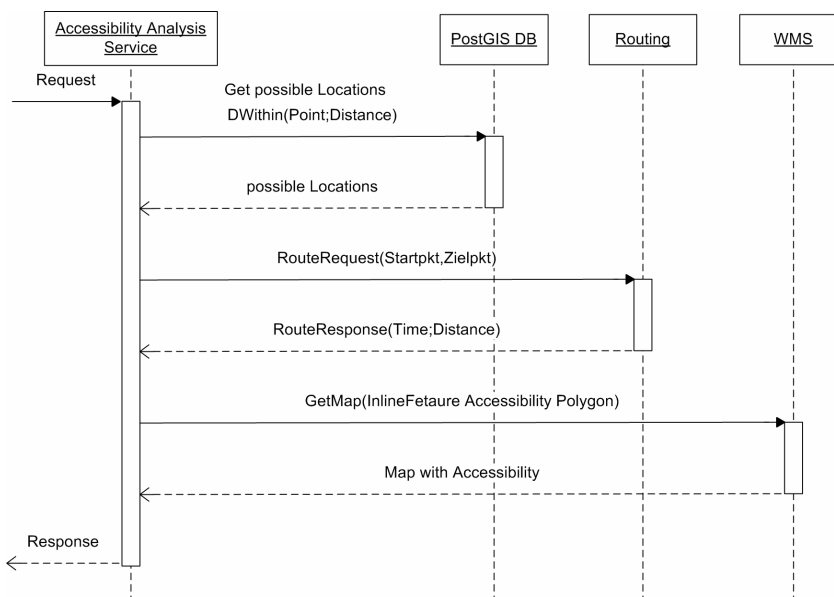 Accessibility Analysis
Service
PostGIS DB
Routing
WMS
Request
Get possible Locations
DWithin(Point;Distance)
possible Locations
RouteRequest(Startpkt,Zielpkt)
RouteResponse(Time;Distance)
GetMap(InlineFetaure Accessibility Polygon)
Map with Accessibility
Response